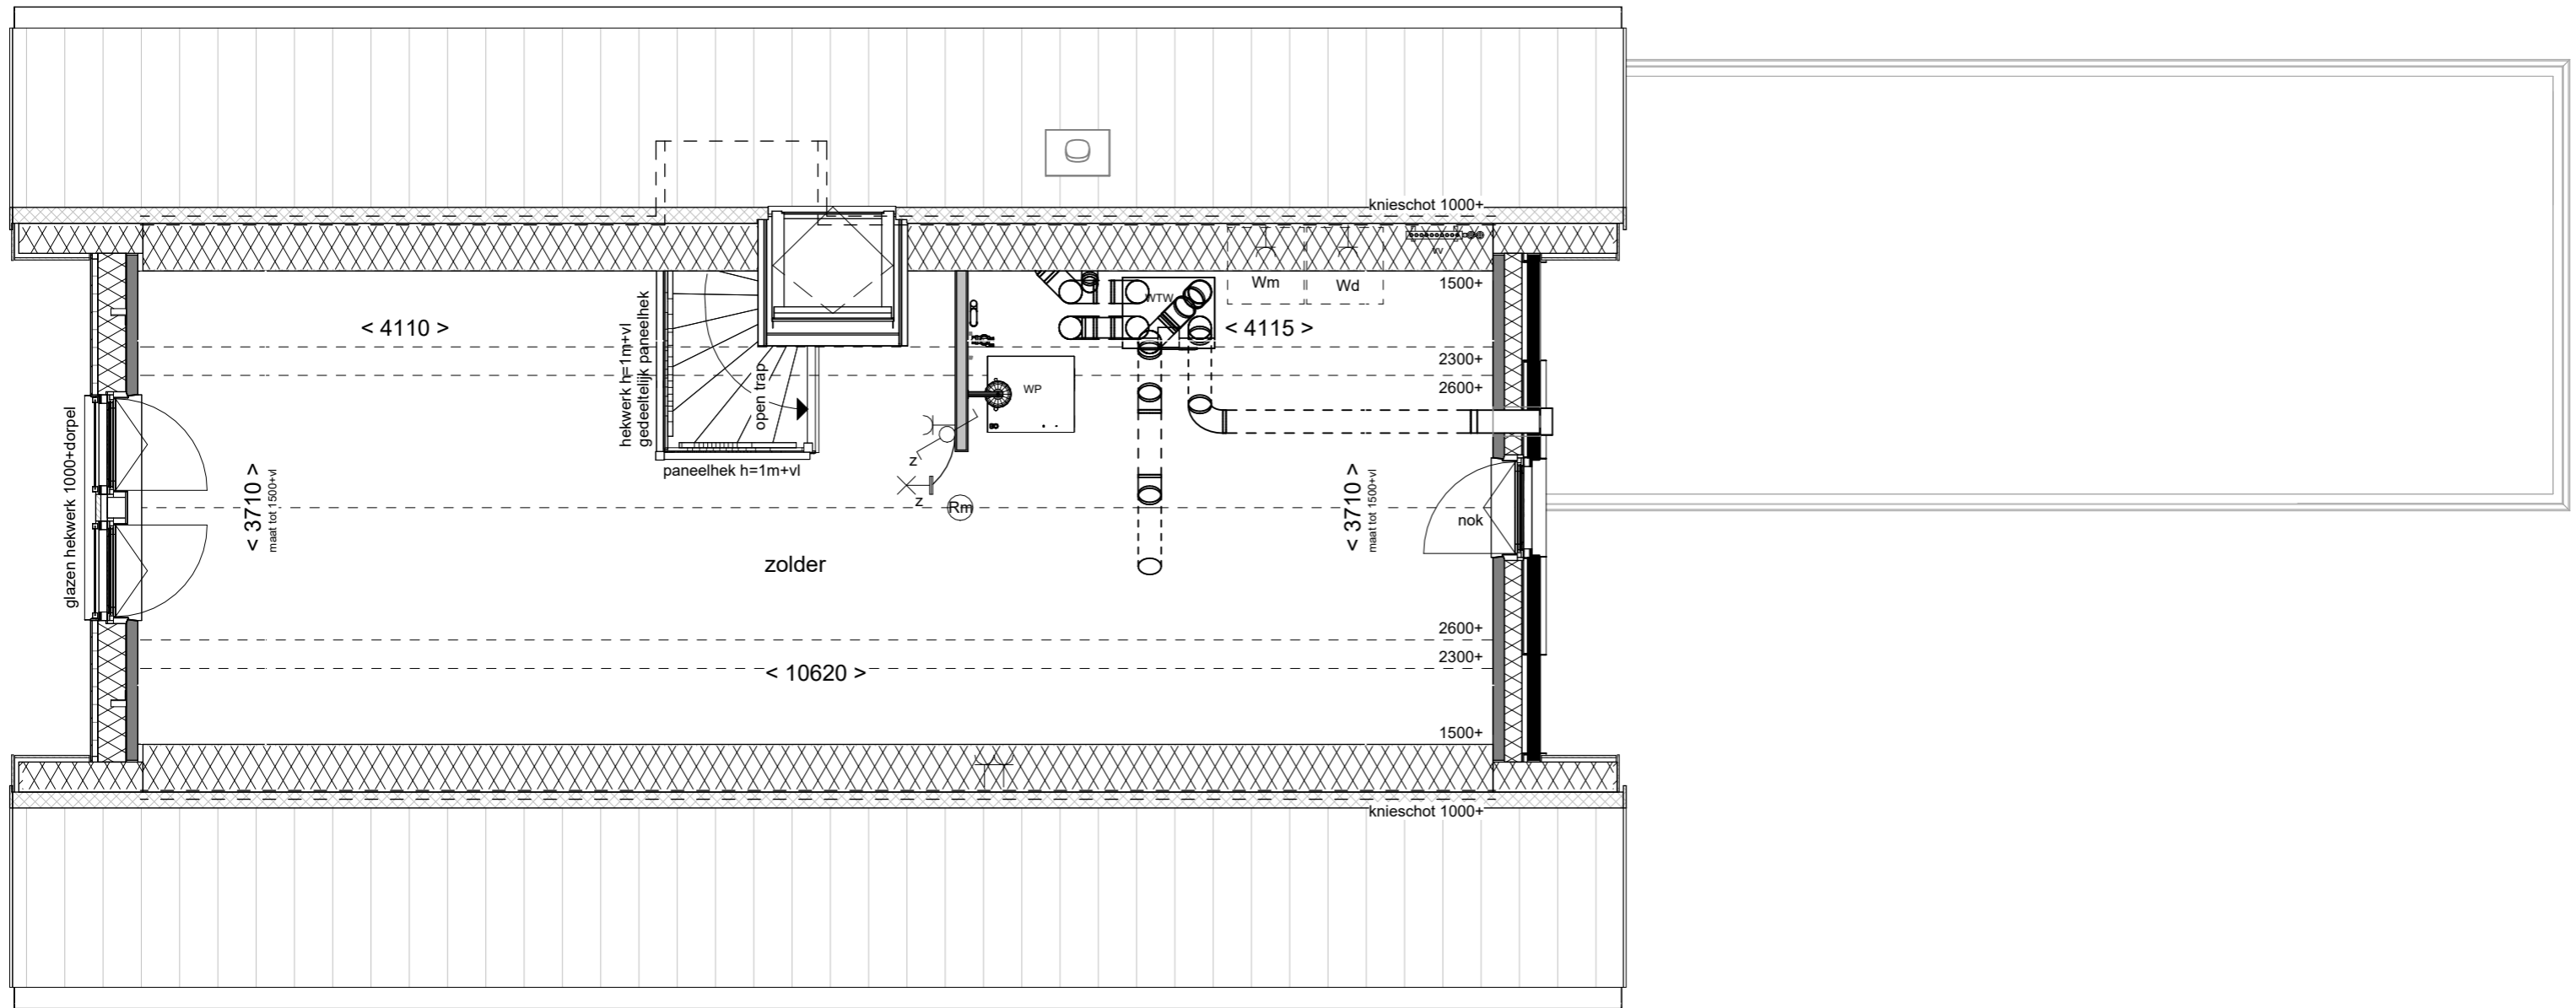 knieschot 1000+
Wm
Wd
vv
1500+
WTW
< 4110 >
< 4115 >
hekwerk h=1m+vl
gedeeltelijk paneelhek
open trap
2300+
2600+
WP
glazen hekwerk 1000+dorpel
z
paneelhek h=1m+vl
z
Rm
< 3710 >
maat tot 1500+vl
< 3710 >
maat tot 1500+vl
nok
zolder
2600+
2300+
< 10620 >
1500+
knieschot 1000+